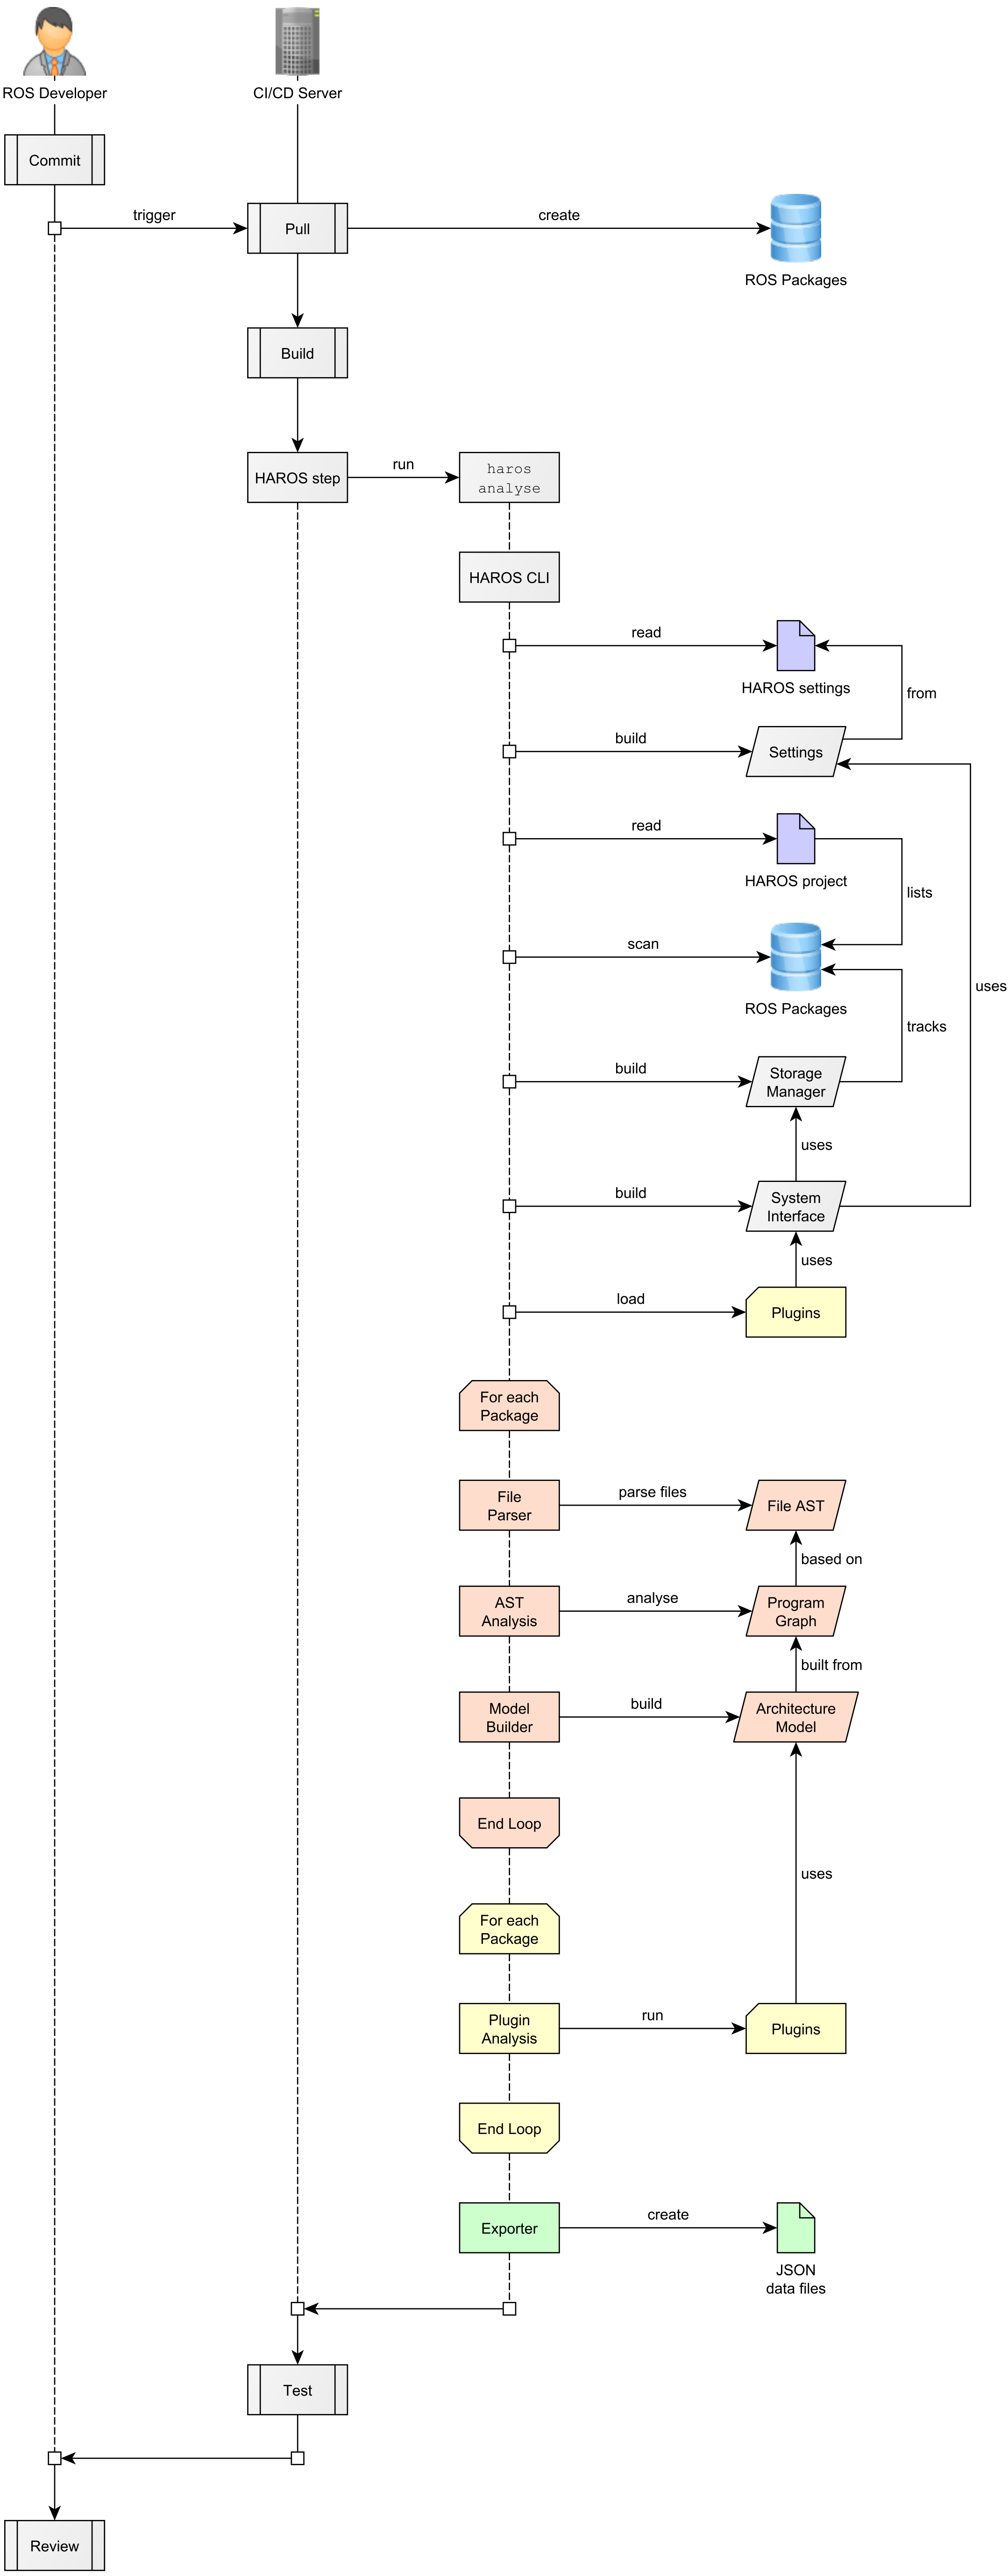 ROS Developer
CI/CD Server
Commit
trigger
Pull
create
ROS Packages
Build
HAROS step
run
haros
analyse
HAROS CLI
read
HAROS settings
from
build
Settings
read
HAROS project
lists
scan
ROS Packages
uses
tracks
build
Storage
Manager
uses
build
System
Interface
uses
load
Plugins
For each
Package
File
Parser
parse files
File AST
based on
AST
Analysis
analyse
Program
Graph
built from
Model
Builder
build
Architecture
Model
End Loop
uses
For each
Package
Plugin
Analysis
run
Plugins
End Loop
Exporter
create
JSON
data files
Test
Review